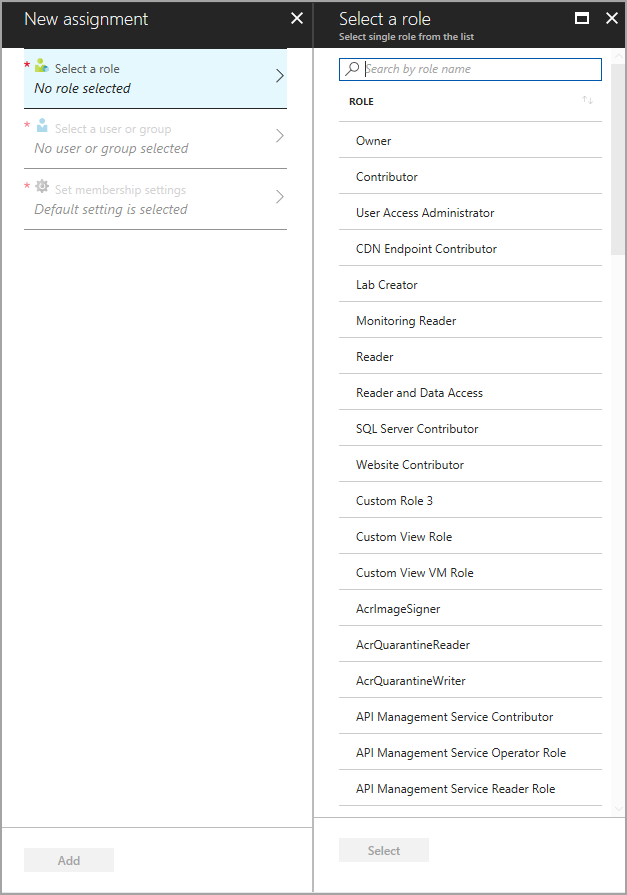 New assignment
* Select a role
No role selected
* Select a user or group
No user or group selected
* Set membership settings
Default setting is selected
Add
Select a role
Select single role from the list
Search by role name
ROLE
Owner
Contributor
User Access Administrator
CDN Endpoint Contributor
Lab Creator
Monitoring Reader
Reader
Reader and Data Access
SQL Server Contributor
Website Contributor
Custom Role 3
Custom View Role
Custom View VM Role
AcrImageSigner
AcrQuarantineReader
AcrQuarantineWriter
API Management Service Contributor
API Management Service Operator Role
API Management Service Reader Role
Select